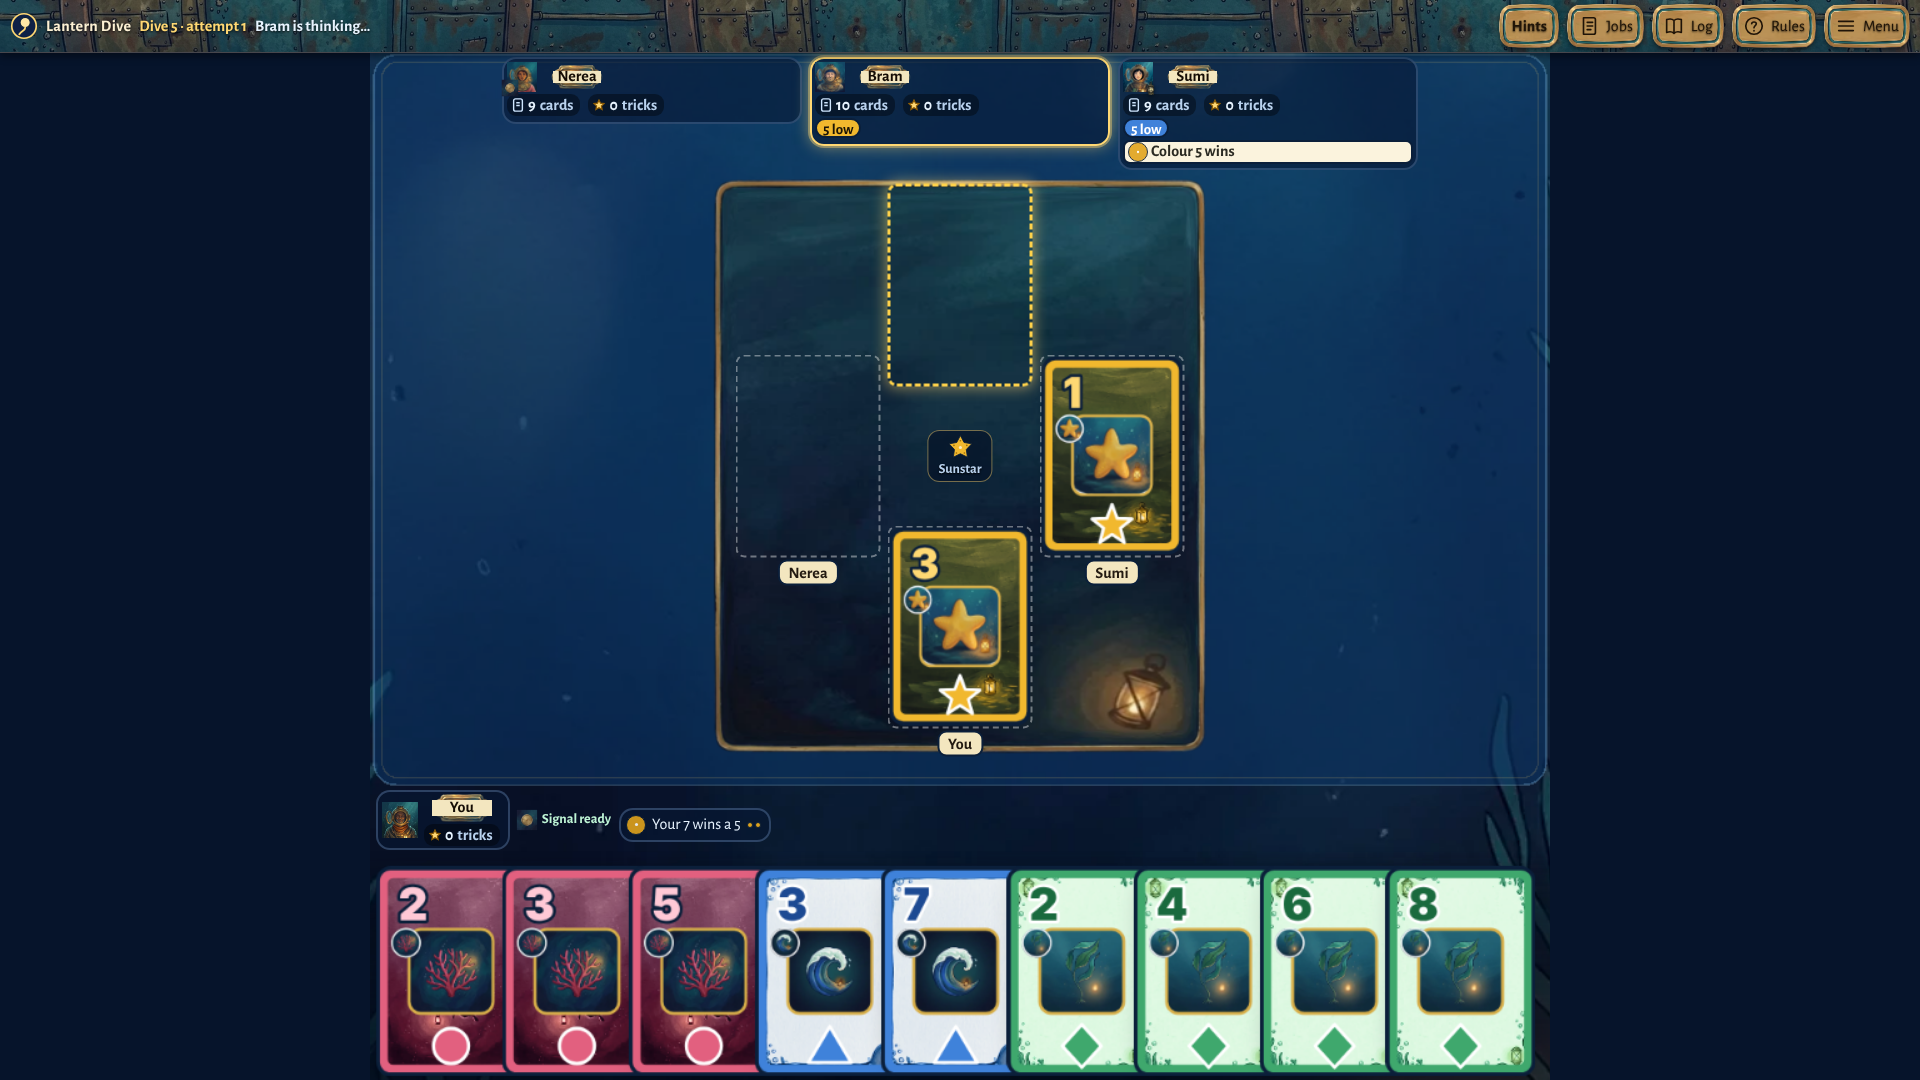 Lantern Dive Dive 5 · attempt 1 Bram is thinking...
Hints Jobs Log Rules Menu
Nerea
9 cards 0 tricks
Bram
10 cards 0 tricks
5 low
Sumi
9 cards 0 tricks
5 low
Colour 5 wins
1
Sunstar
Nerea
Sumi
3
You
You
0 tricks
Signal ready
Your 7 wins a 5
2 3 5 3 7 2 4 6 8